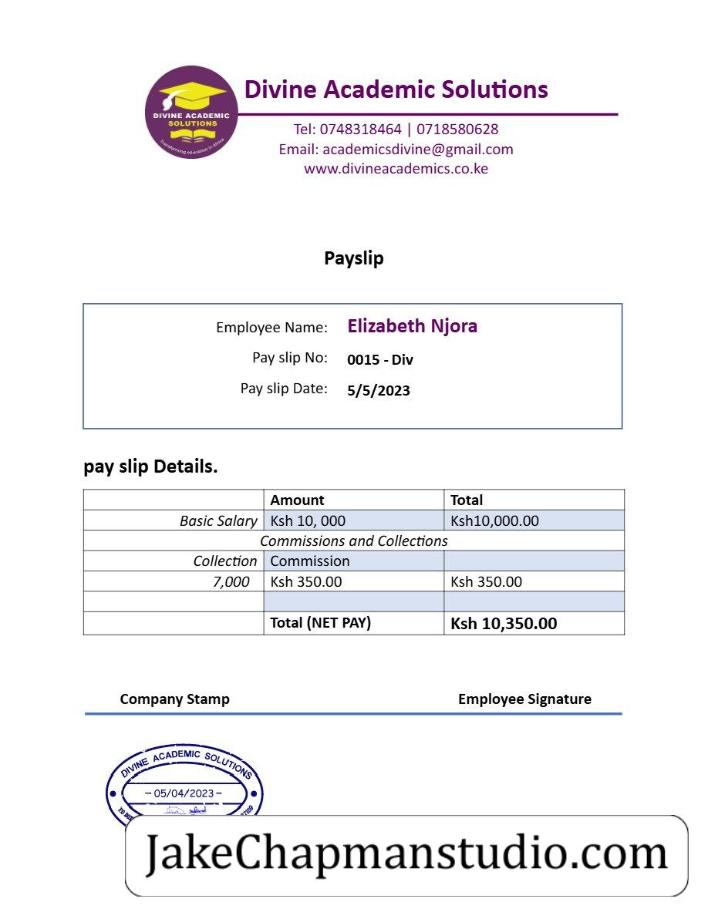 Divine Academic Solutions
DIVINE ACADEMIC
SOLUTIONS
Tel: 0748318464 | 0718580628
Email: academicsdivine@gmail.com
www.divineacademics.co.ke
Payslip
Employee Name: Elizabeth Njora
Pay slip No: 0015 - Div
Pay slip Date: 5/5/2023
pay slip Details.
Amount Total
Basic Salary Ksh 10, 000 Ksh10,000.00
Commissions and Collections
Collection Commission
7,000 Ksh 350.00 Ksh 350.00
Total (NET PAY) Ksh 10,350.00
Company Stamp Employee Signature
DIVINE ACADEMIC SOLUTIONS
- 05/04/2023 -
JakeChapmanstudio.com